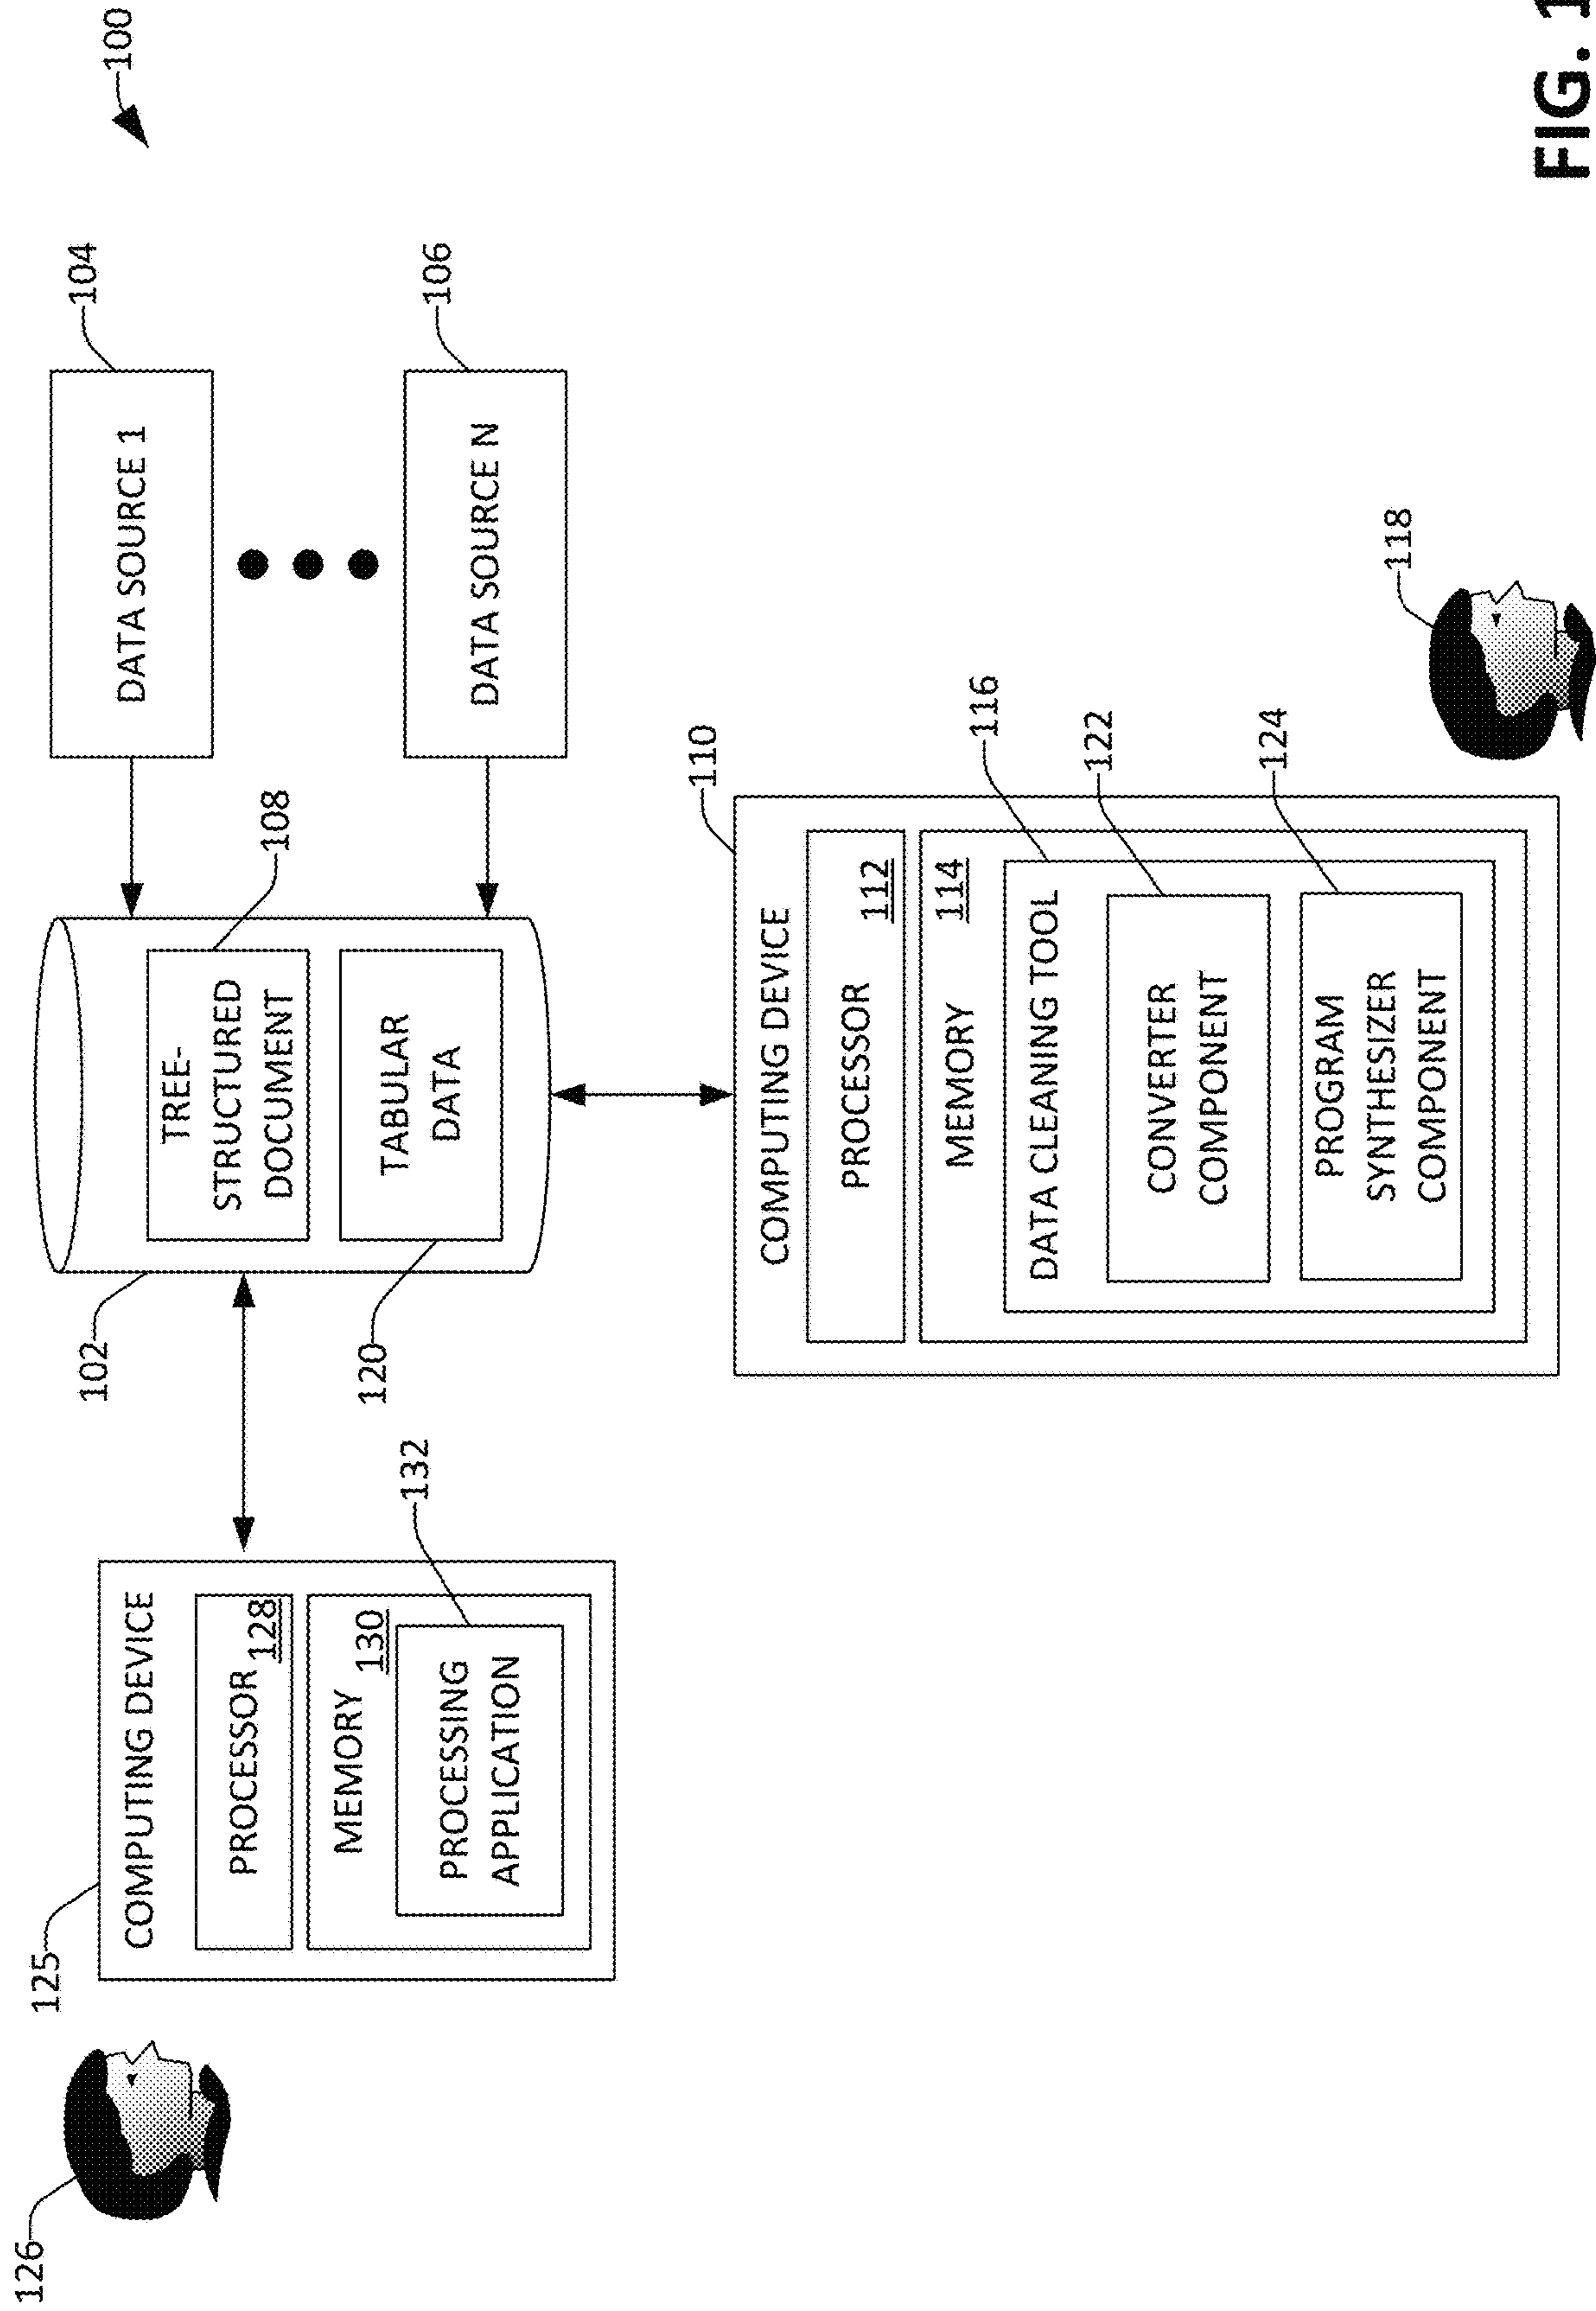 100
126
125
COMPUTING DEVICE
PROCESSOR
128
MEMORY
130
PROCESSING
APPLICATION
132
102
TREE-
STRUCTURED
DOCUMENT
108
TABULAR
DATA
120
DATA SOURCE 1
104
DATA SOURCE N
106
110
COMPUTING DEVICE
PROCESSOR
112
MEMORY
114
DATA CLEANING TOOL
116
CONVERTER
COMPONENT
122
PROGRAM
SYNTHESIZER
COMPONENT
124
118
FIG. 1